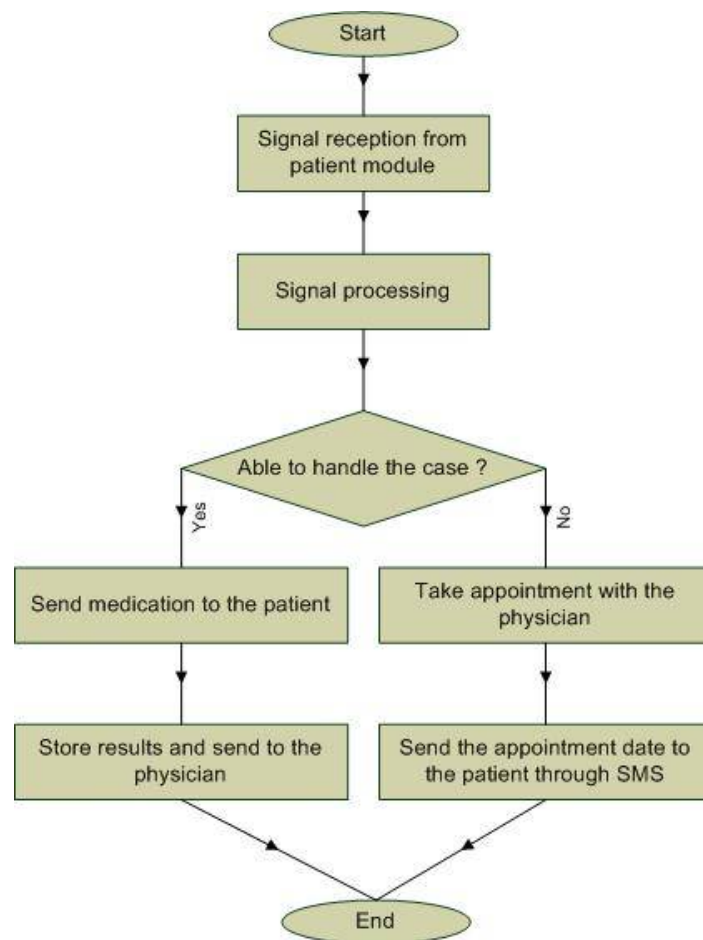 Start
Signal reception from
patient module
Signal processing
Able to handle the case ?
Yes
No
Send medication to the patient
Take appointment with the
physician
Store results and send to the
physician
Send the appointment date to
the patient through SMS
End